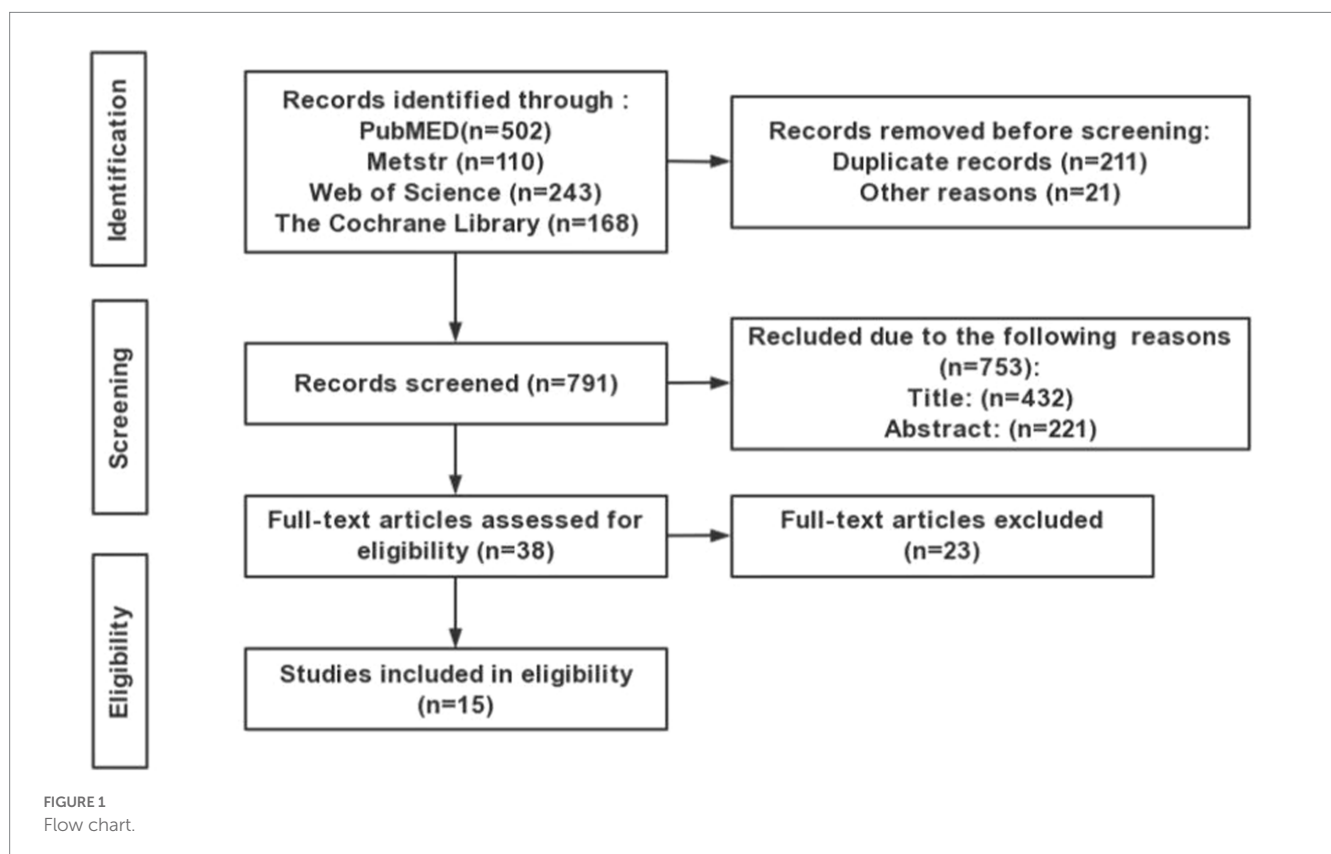 Identification
Records identified through :
PubMED(n=502)
Metstr (n=110)
Web of Science (n=243)
The Cochrane Library (n=168)
Records removed before screening:
Duplicate records (n=211)
Other reasons (n=21)
Screening
Records screened (n=791)
Recluded due to the following reasons
(n=753):
Title: (n=432)
Abstract: (n=221)
Full-text articles assessed for
eligibility (n=38)
Full-text articles excluded
(n=23)
Eligibility
Studies included in eligibility
(n=15)
FIGURE 1
Flow chart.